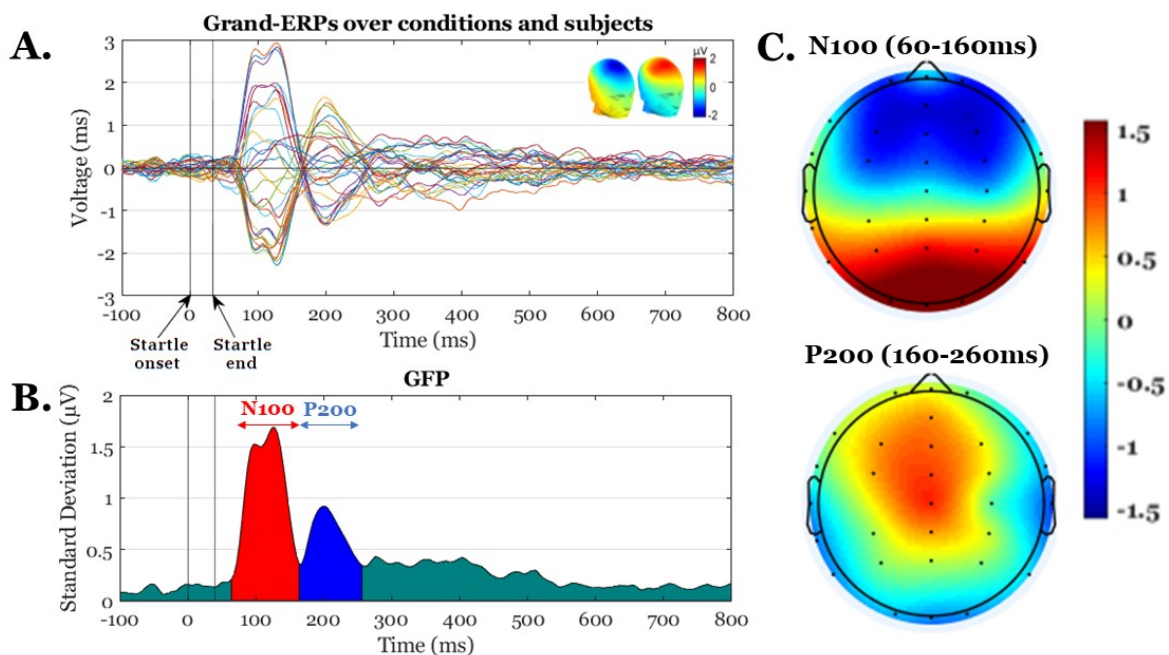 A.
Grand-ERPs over conditions and subjects
Voltage (ms)
3
2
1
0
-1
-2
-3
μV
2
0
-2
-100 0 100 200 300 400 500 600 700 800
Time (ms)
Startle
onset
Startle
end
B.
GFP
Standard Deviation (μV)
2
1.5
1
0.5
0
N100 P200
-100 0 100 200 300 400 500 600 700 800
Time (ms)
C.
N100 (60-160ms)
P200 (160-260ms)
1.5
1
0.5
0
-0.5
-1
-1.5